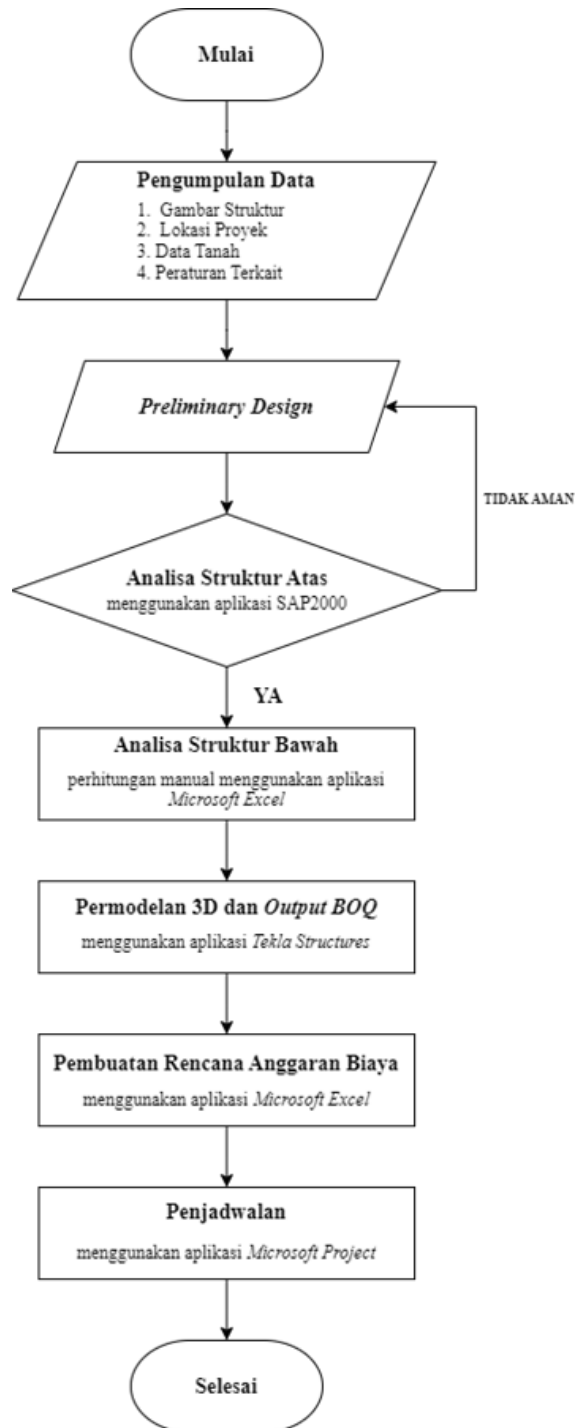 Mulai
Pengumpulan Data
1. Gambar Struktur
2. Lokasi Proyek
3. Data Tanah
4. Peraturan Terkait
Preliminary Design
TIDAK AMAN
Analisa Struktur Atas
menggunakan aplikasi SAP2000
YA
Analisa Struktur Bawah
perhitungan manual menggunakan aplikasi
Microsoft Excel
Permodelan 3D dan Output BOQ
menggunakan aplikasi Tekla Structures
Pembuatan Rencana Anggaran Biaya
menggunakan aplikasi Microsoft Excel
Penjadwalan
menggunakan aplikasi Microsoft Project
Selesai